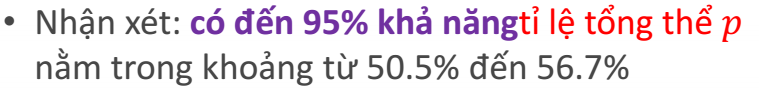 • Nhận xét: có đến 95% khả năngtỉ lệ tổng thể p
nằm trong khoảng từ 50.5% đến 56.7%